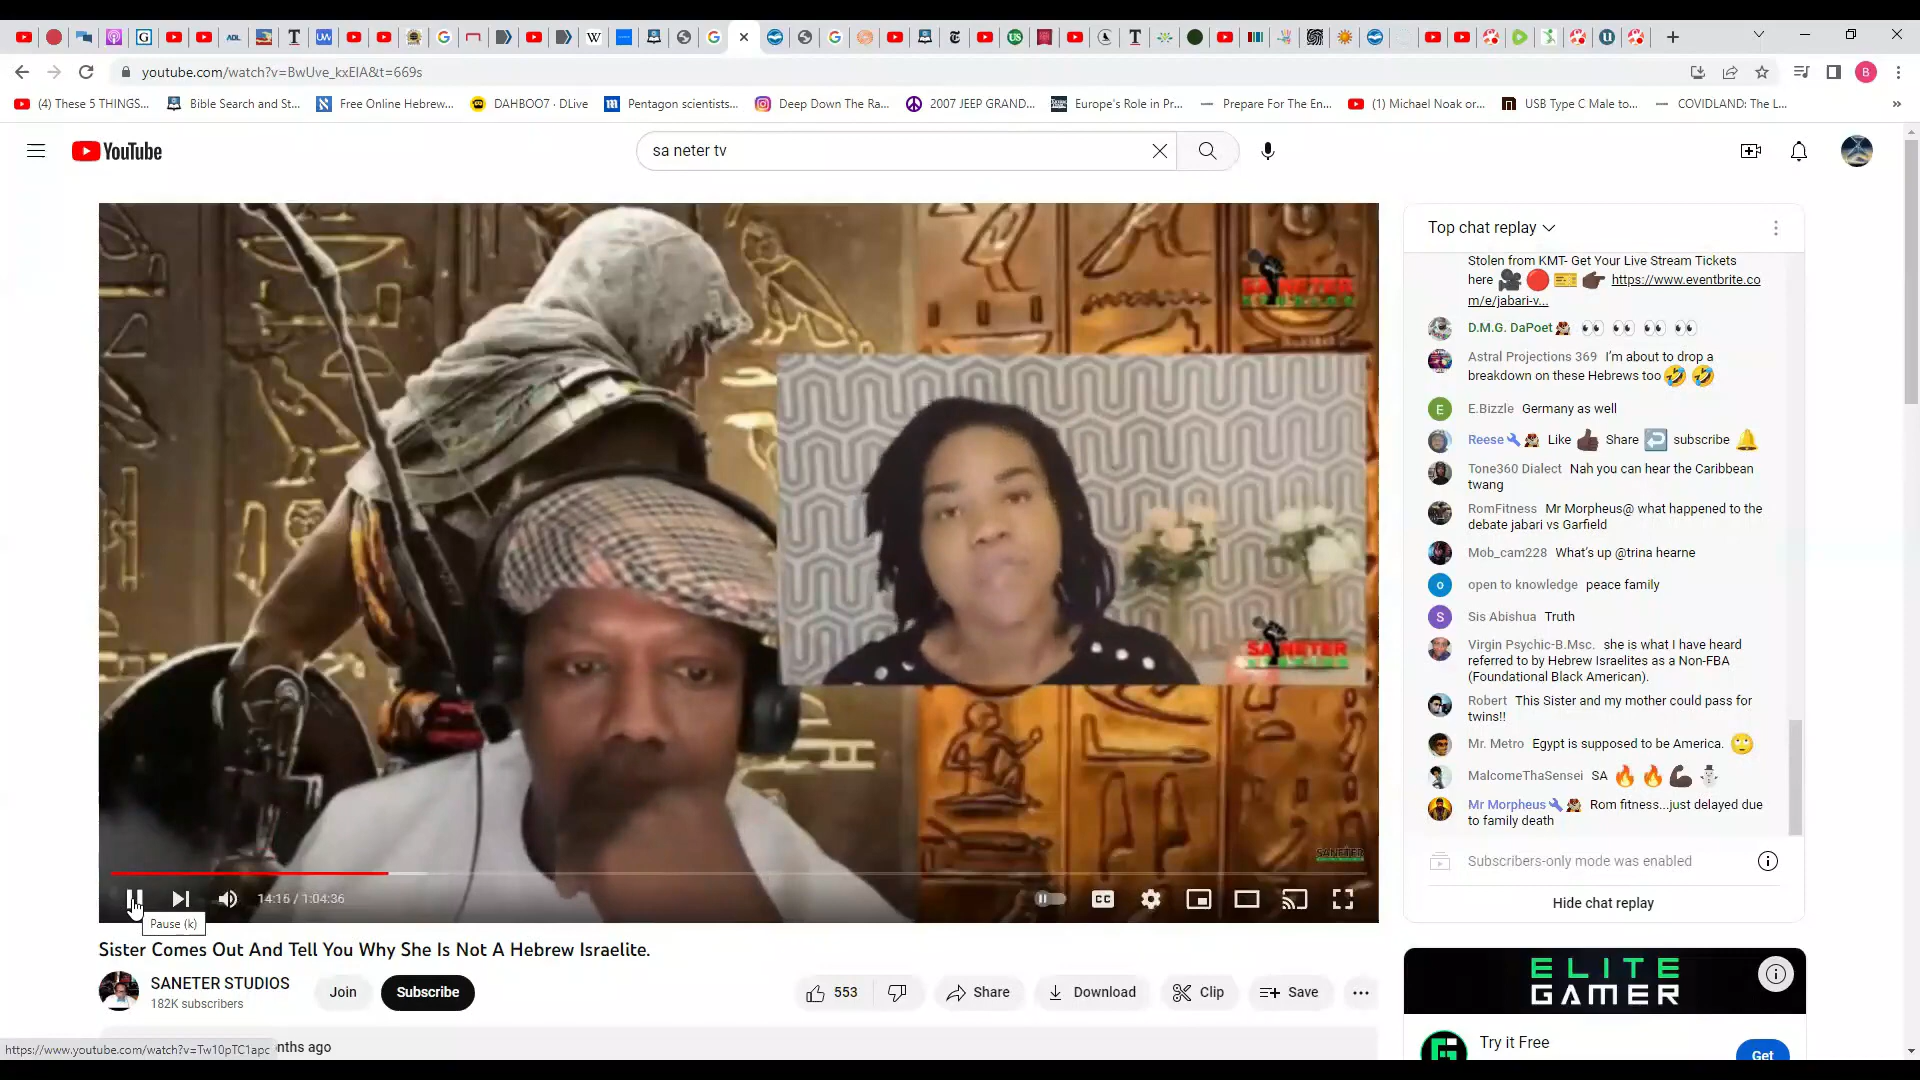 youtube.com/watch?v=BwUve_kxEIA&t=669s
(4) These 5 THINGS...
Bible Search and St...
Free Online Hebrew...
DAHBOO7 · DLive
Pentagon scientists...
Deep Down The Ra...
2007 JEEP GRAND...
Europe's Role in Pr...
Prepare For The En...
(1) Michael Noak or...
USB Type C Male to...
COVIDLAND: The L...
YouTube
sa neter tv
SA NETER
STUDIOS
SA NETER
STUDIOS
SANETER
14:15 / 1:04:36
Pause (k)
Sister Comes Out And Tell You Why She Is Not A Hebrew Israelite.
SANETER STUDIOS
182K subscribers
Join
Subscribe
553
Share
Download
Clip
Save
https://www.youtube.com/watch?v=Tw10pTC1apc
nths ago
Top chat replay
Stolen from KMT- Get Your Live Stream Tickets
here 🎥 🔴 🎫 👉🏿 https://www.eventbrite.co
m/e/jabari-v...
D.M.G. DaPoet 👀 👀 👀 👀
Astral Projections 369 I'm about to drop a
breakdown on these Hebrews too 🤣 🤣
E.Bizzle Germany as well
Reese Like 👍🏿 Share ↩️ subscribe 🔔
Tone360 Dialect Nah you can hear the Caribbean
twang
RomFitness Mr Morpheus@ what happened to the
debate jabari vs Garfield
Mob_cam228 What's up @trina hearne
open to knowledge peace family
Sis Abishua Truth
Virgin Psychic-B.Msc. she is what I have heard
referred to by Hebrew Israelites as a Non-FBA
(Foundational Black American).
Robert This Sister and my mother could pass for
twins!!
Mr. Metro Egypt is supposed to be America. 🙄
MalcomeThaSensei SA 🔥 🔥 💪🏿 ⛄
Mr Morpheus Rom fitness...just delayed due
to family death
Subscribers-only mode was enabled
Hide chat replay
ELITE
GAMER
Try it Free
Get